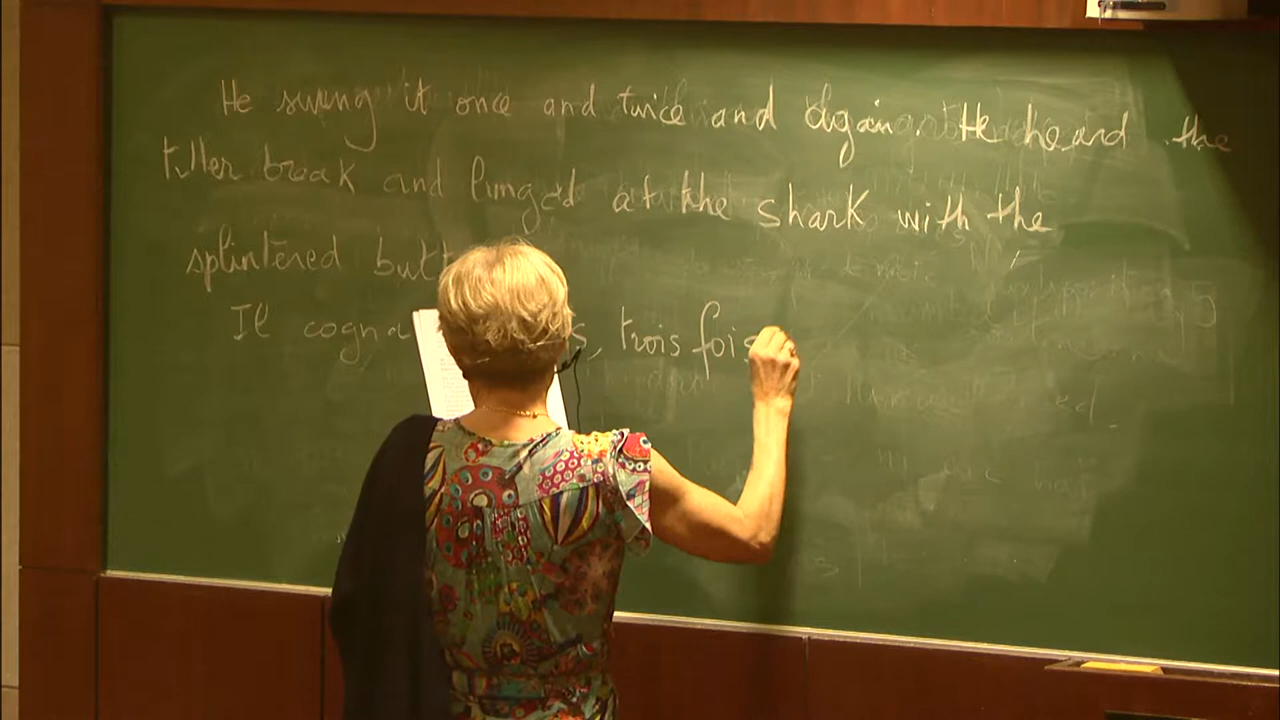 He swung it once and twice and again. He heard the
tiller break and lunged at the shark with the
splintered butt
Il cogna s, trois fois